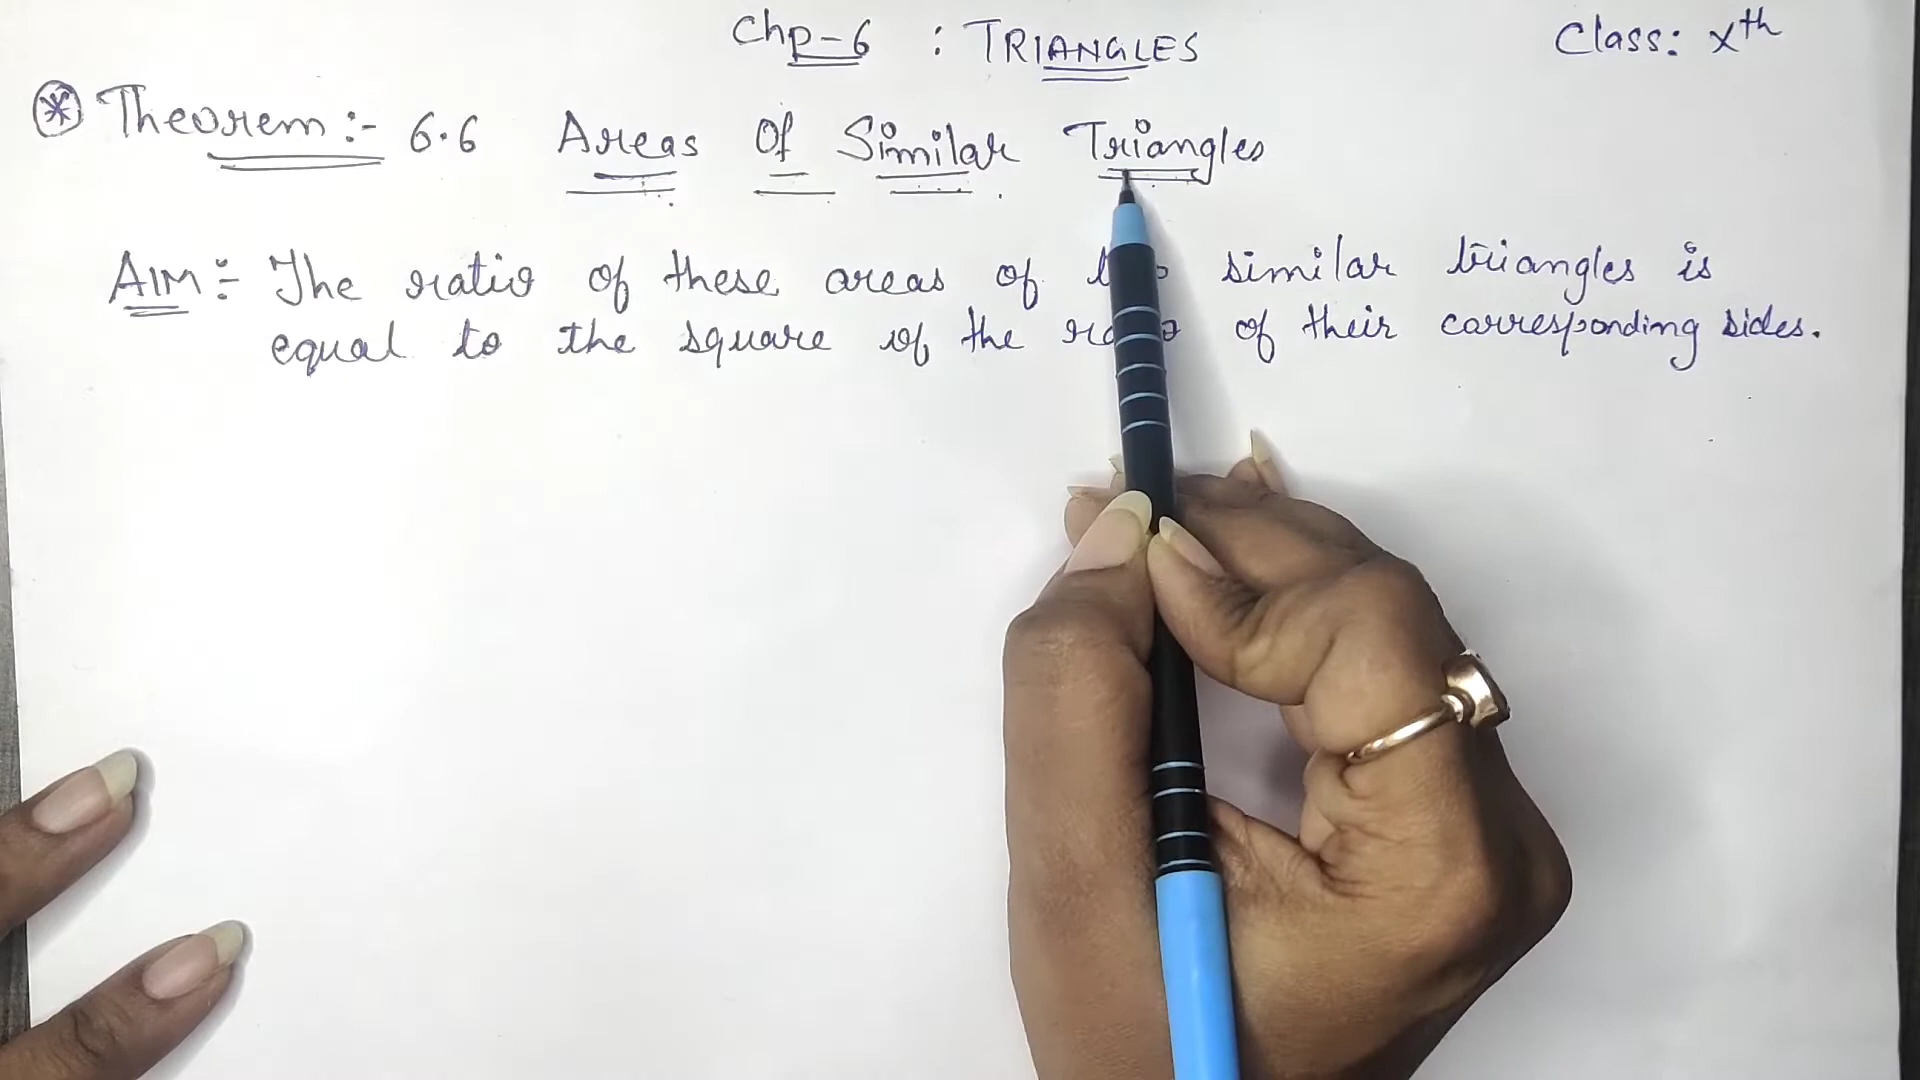 Chp-6 : TRIANGLES Class: Xth
* Theorem:- 6.6 Areas Of Similar Triangles
AIM:- The ratio of these areas of similar triangles is
equal to the square of the of their corresponding sides.